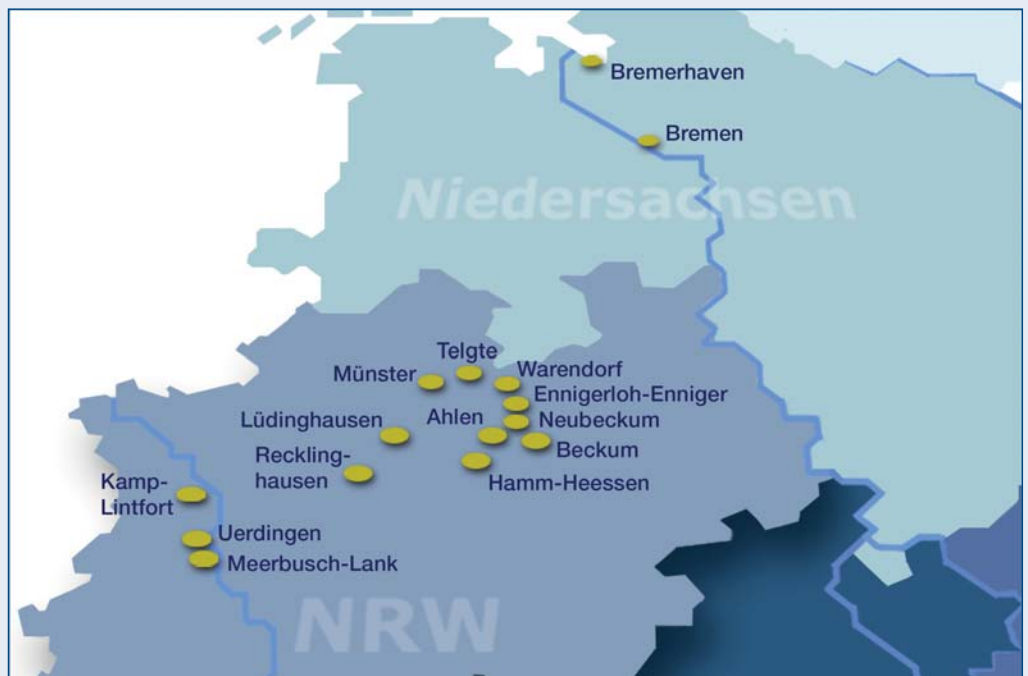 Bremerhaven
Bremen
Niedersachsen
Telgte
Münster
Warendorf
Ennigerloh-Enniger
Lüdinghausen
Ahlen
Neubeckum
Beckum
Reckling-
hausen
Hamm-Heessen
Kamp-
Lintfort
Uerdingen
Meerbusch-Lank
NRW